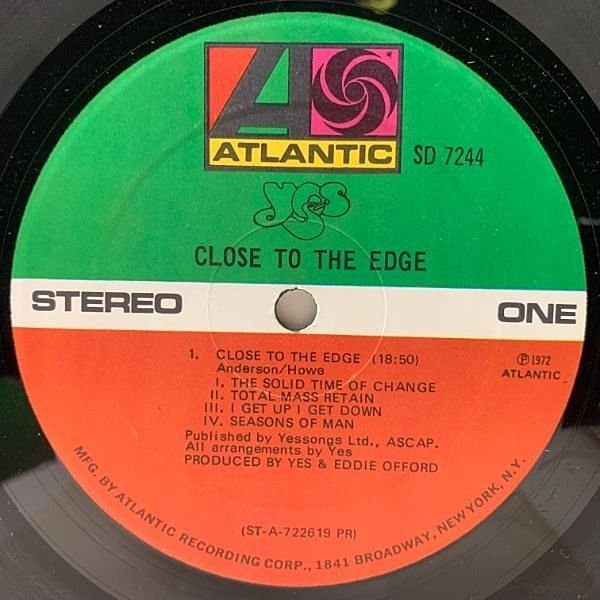 ATLANTIC
SD 7244
yes
CLOSE TO THE EDGE
STEREO
ONE
1. CLOSE TO THE EDGE (18:50)
Anderson/Howe
I. THE SOLID TIME OF CHANGE
II. TOTAL MASS RETAIN
III. I GET UP I GET DOWN
IV. SEASONS OF MAN
Published by Yessongs Ltd., ASCAP.
All arrangements by Yes
PRODUCED BY YES & EDDIE OFFORD
Ⓟ1972
ATLANTIC
(ST-A-722619 PR)
MFG. BY ATLANTIC RECORDING CORP., 1841 BROADWAY, NEW YORK, N.Y.